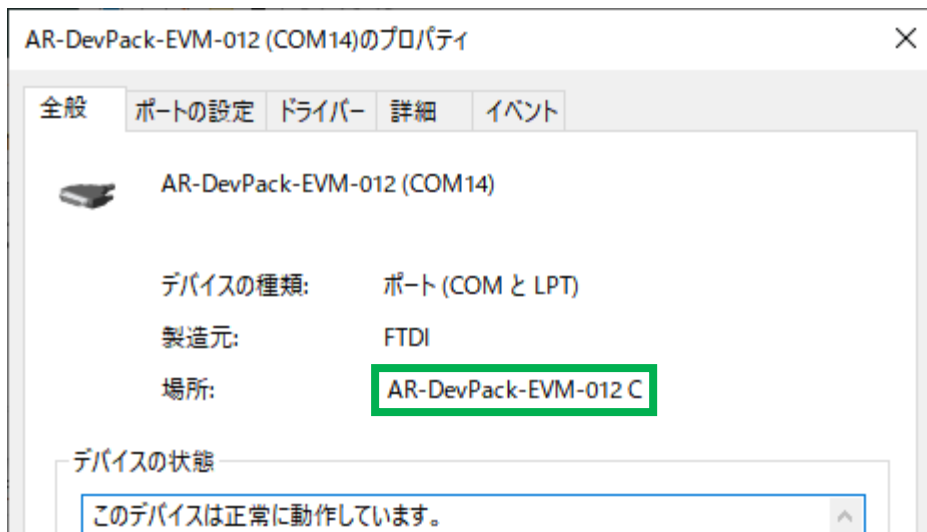 AR-DevPack-EVM-012 (COM14)のプロパティ
全般 ポートの設定 ドライバー 詳細 イベント
AR-DevPack-EVM-012 (COM14)
デバイスの種類: ポート (COM と LPT)
製造元: FTDI
場所: AR-DevPack-EVM-012 C
デバイスの状態
このデバイスは正常に動作しています。